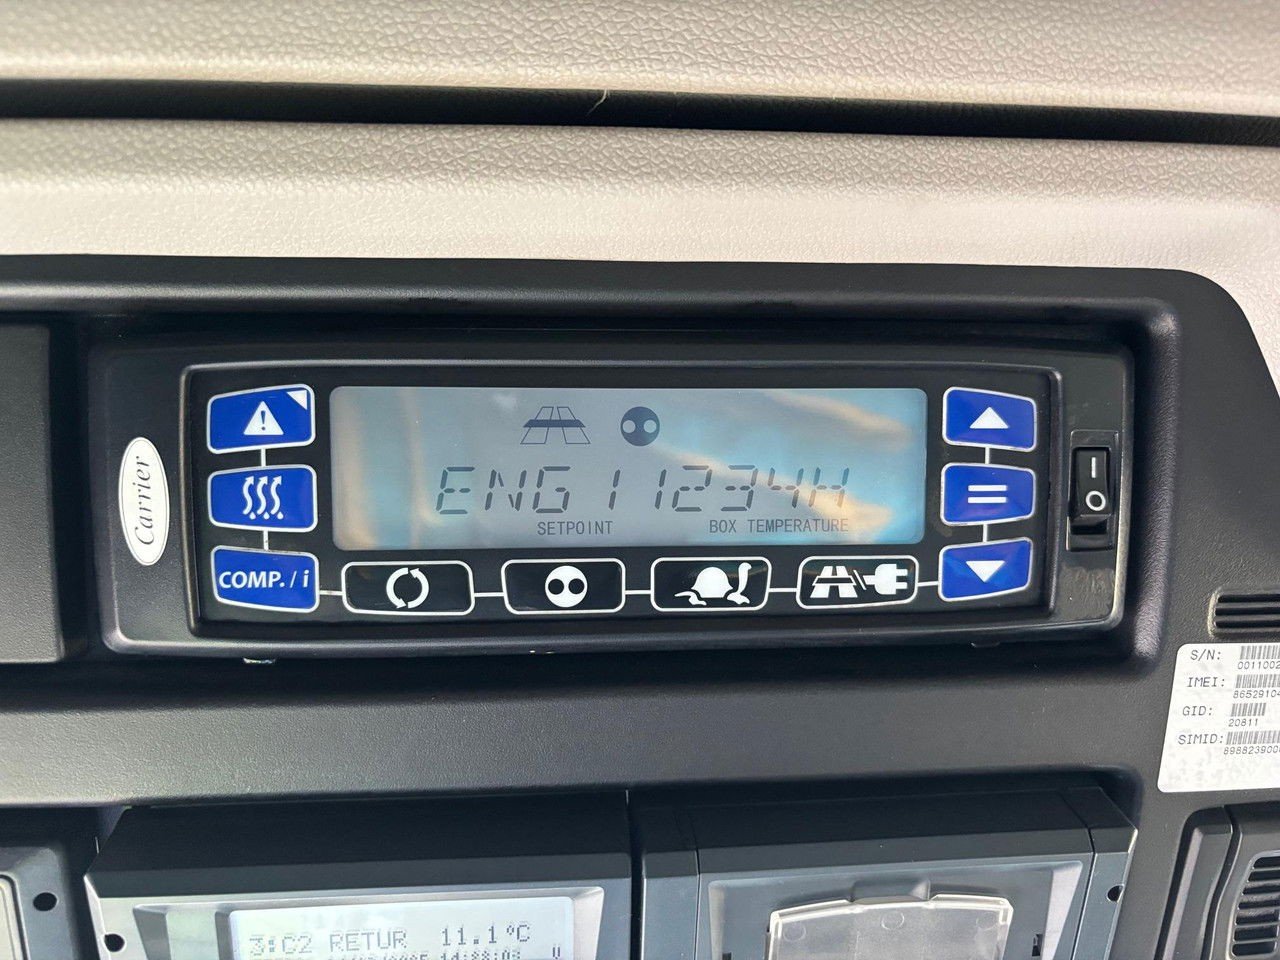 Carrier
ENG 11234H
SETPOINT BOX TEMPERATURE
COMP. / i
S/N:
IMEI:
GID:
20811
SIMID:
3:C2 RETUR 11.1°C